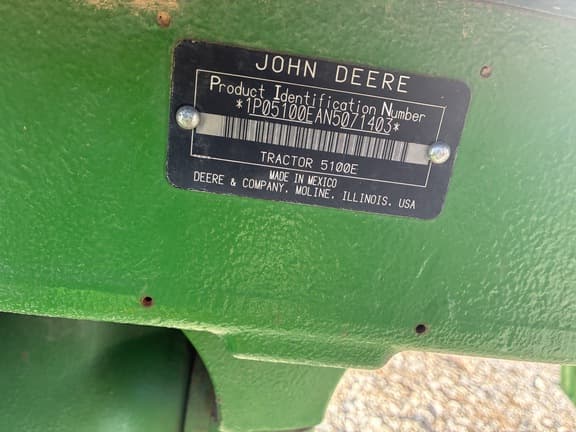 JOHN DEERE
Product Identification Number
*1P05100EAN5071403*
TRACTOR 5100E
MADE IN MEXICO
DEERE & COMPANY, MOLINE, ILLINOIS, USA